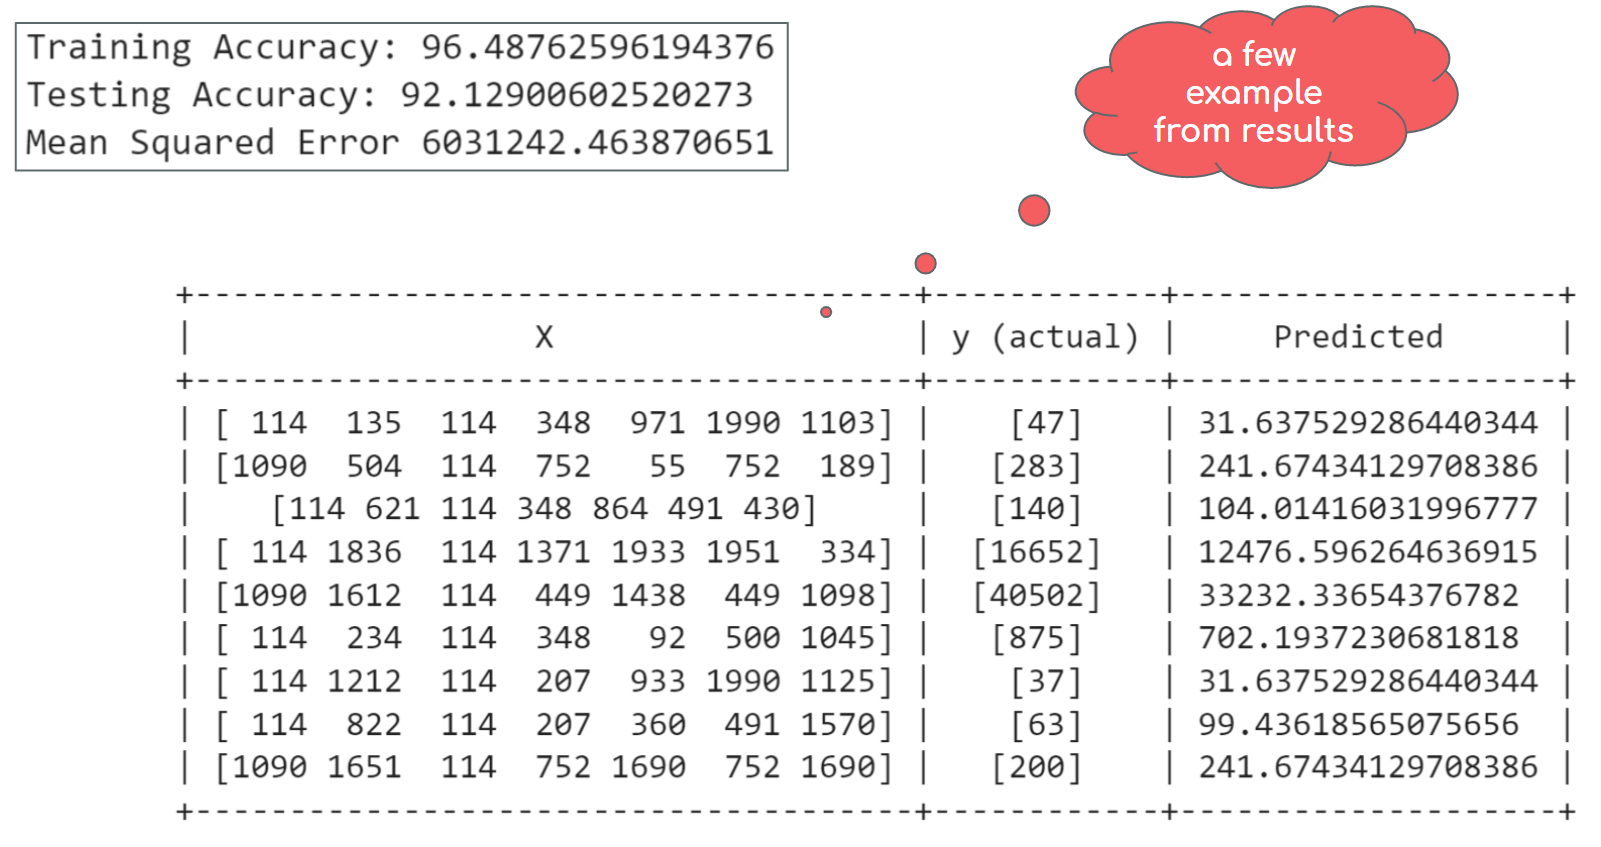 Training Accuracy: 96.48762596194376
Testing Accuracy: 92.12900602520273
Mean Squared Error 6031242.463870651
a few
example
from results
+-----------------------------------+-----------+------------------+
| X | y (actual) | Predicted |
+-----------------------------------+-----------+------------------+
| [ 114 135 114 348 971 1990 1103] | [47] | 31.637529286440344 |
| [1090 504 114 752 55 752 189] | [283] | 241.67434129708386 |
| [114 621 114 348 864 491 430] | [140] | 104.01416031996777 |
| [ 114 1836 114 1371 1933 1951 334] | [16652] | 12476.596264636915 |
| [1090 1612 114 449 1438 449 1098] | [40502] | 33232.33654376782 |
| [ 114 234 114 348 92 500 1045] | [875] | 702.1937230681818 |
| [ 114 1212 114 207 933 1990 1125] | [37] | 31.637529286440344 |
| [ 114 822 114 207 360 491 1570] | [63] | 99.43618565075656 |
| [1090 1651 114 752 1690 752 1690] | [200] | 241.67434129708386 |
+-----------------------------------+-----------+------------------+